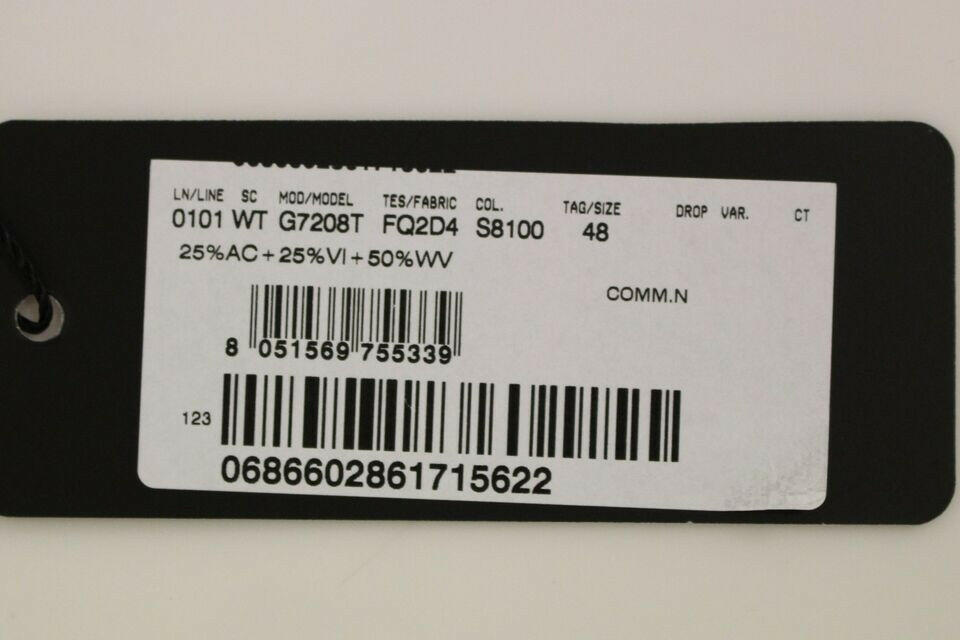 LN/LINE SC MOD/MODEL TES/FABRIC COL. TAG/SIZE DROP VAR. CT
0101 WT G7208T FQ2D4 S8100 48
25%AC+25%VI+50%WV
COMM.N
8 051569 755339
123
0686602861715622